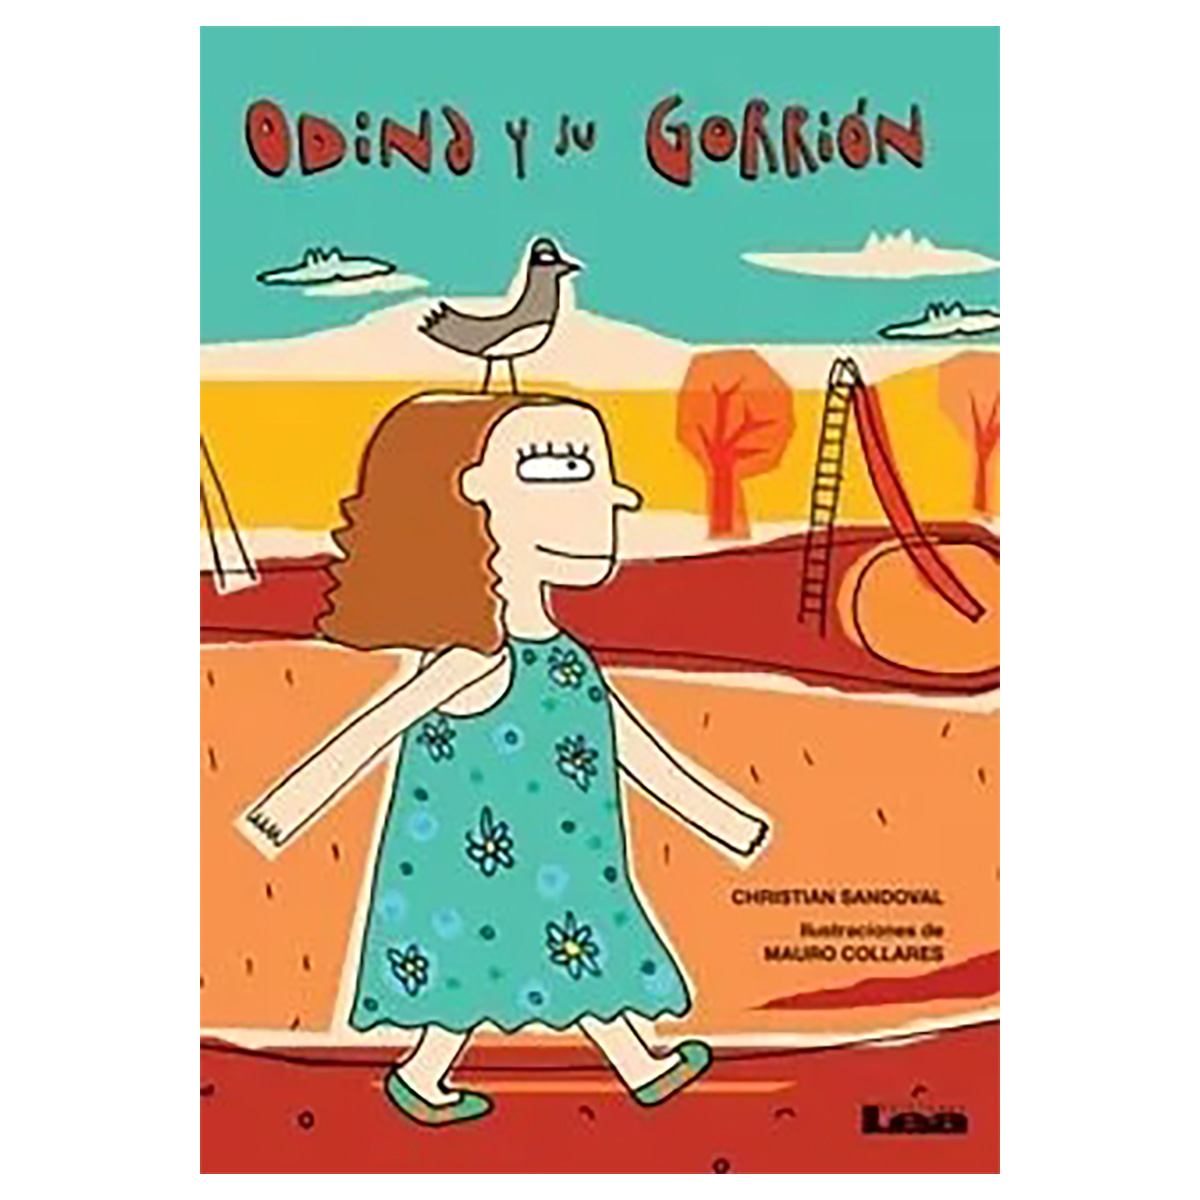 ODINA Y SU GORRIÓN
CHRISTIAN SANDOVAL
Ilustraciones de
MAURO COLLARES
Lea